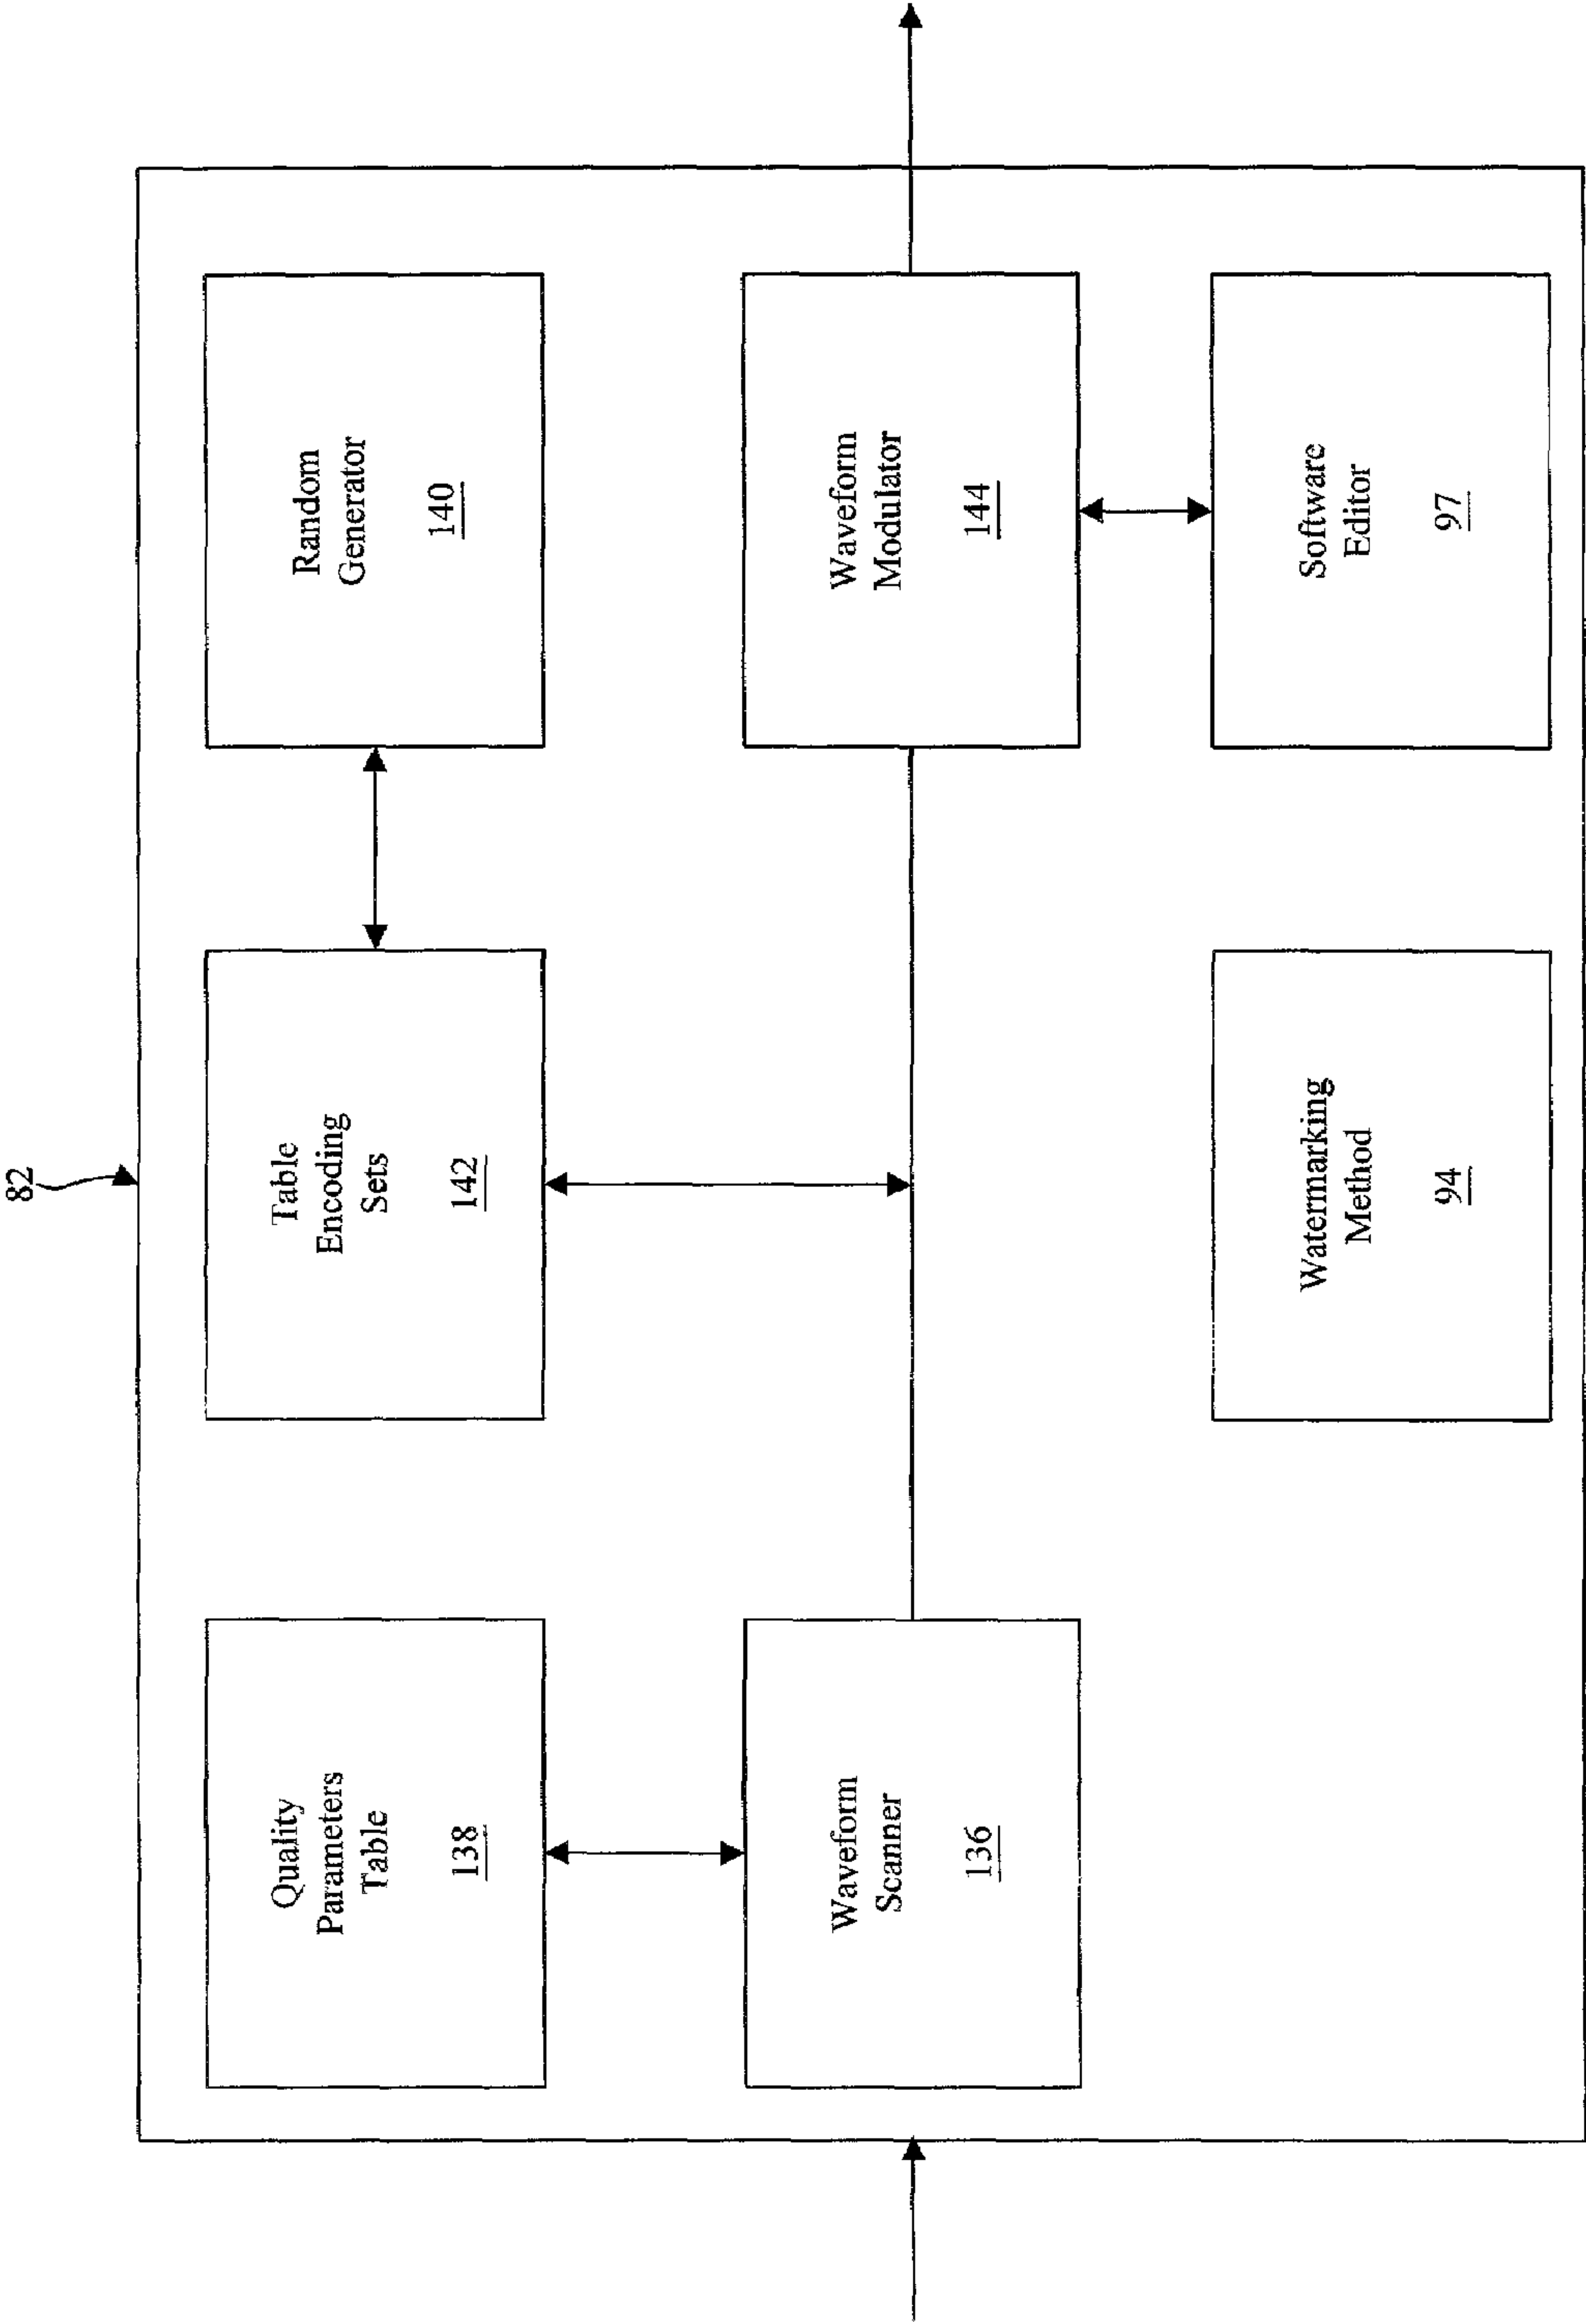 82
Quality
Parameters
Table
138
Table
Encoding
Sets
142
Random
Generator
140
Waveform
Scanner
136
Waveform
Modulator
144
Watermarking
Method
94
Software
Editor
97